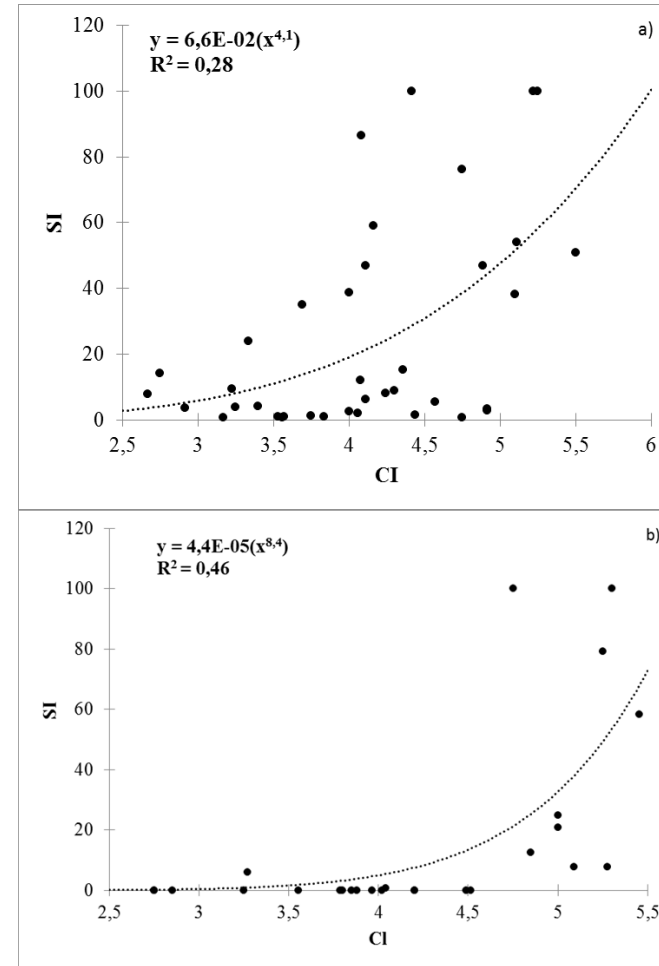 a)
y = 6,6E-02(x^4,1)
R² = 0,28
120
100
80
60
40
20
0
SI
2,5 3 3,5 4 4,5 5 5,5 6
CI
b)
y = 4,4E-05(x^8,4)
R² = 0,46
120
100
80
60
40
20
0
SI
2,5 3 3,5 4 4,5 5 5,5
CI